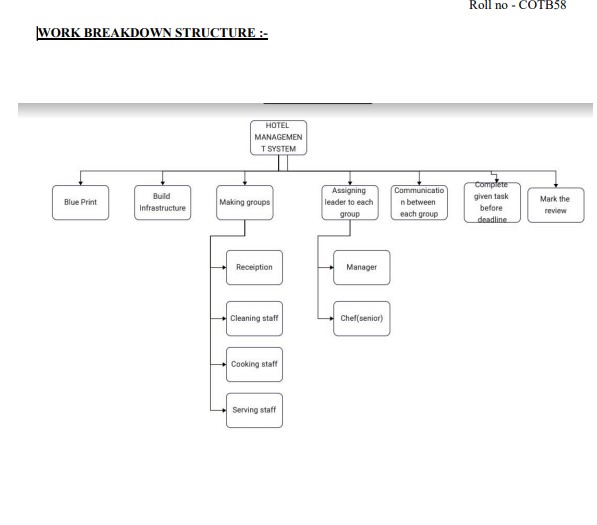 Roll no - COTB58
WORK BREAKDOWN STRUCTURE :-
HOTEL
MANAGEMEN
T SYSTEM
Blue Print
Build
Infrastructure
Making groups
Assigning
leader to each
group
Communicatio
n between
each group
Complete
given task
before
deadline
Mark the
review
Receiption
Manager
Cleaning staff
Chef(senior)
Cooking staff
Serving staff